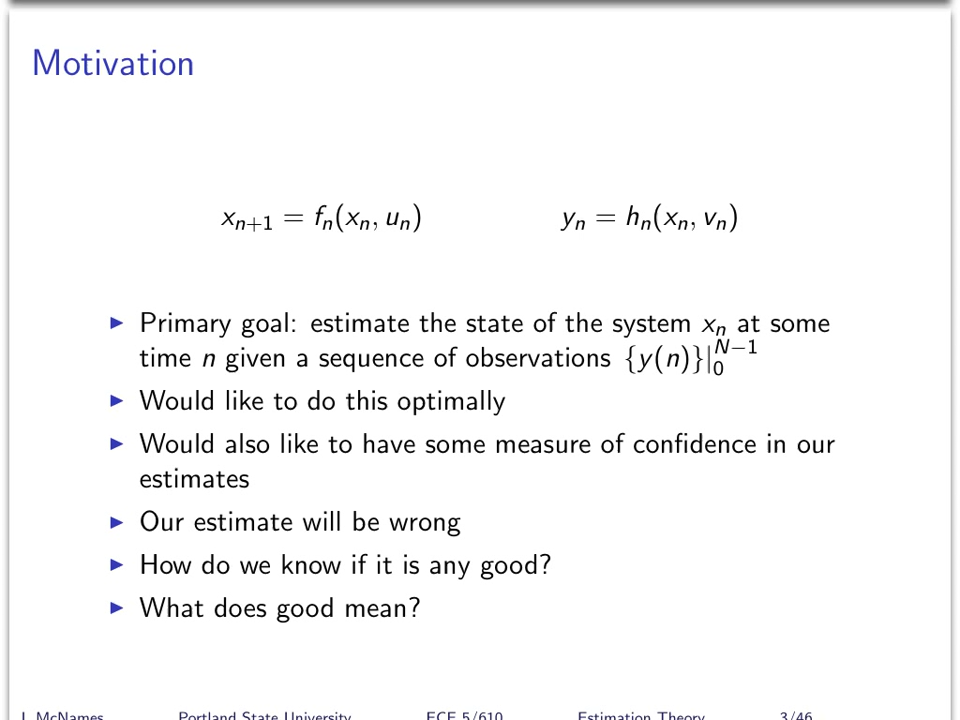 Motivation
xₙ₊₁ = fₙ(xₙ, uₙ) yₙ = hₙ(xₙ, vₙ)
▶ Primary goal: estimate the state of the system xₙ at some
time n given a sequence of observations {y(n)}|₀ᴺ⁻¹
▶ Would like to do this optimally
▶ Would also like to have some measure of confidence in our
estimates
▶ Our estimate will be wrong
▶ How do we know if it is any good?
▶ What does good mean?
J. McNames Portland State University ECE 5/610 Estimation Theory 3/46